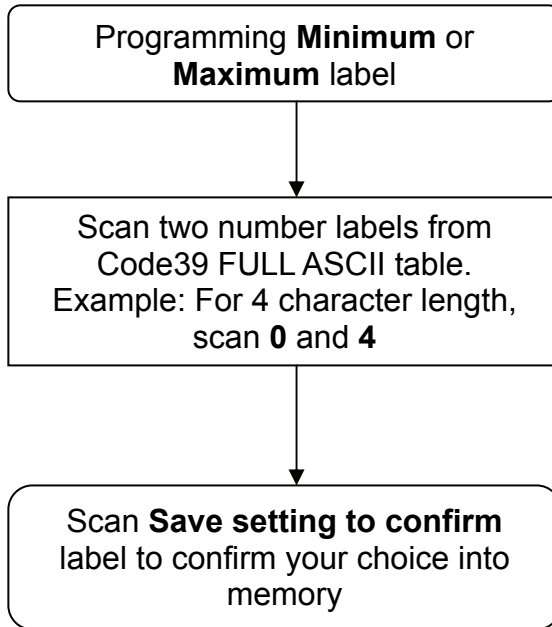 Programming Minimum or
Maximum label
Scan two number labels from
Code39 FULL ASCII table.
Example: For 4 character length,
scan 0 and 4
Scan Save setting to confirm
label to confirm your choice into
memory